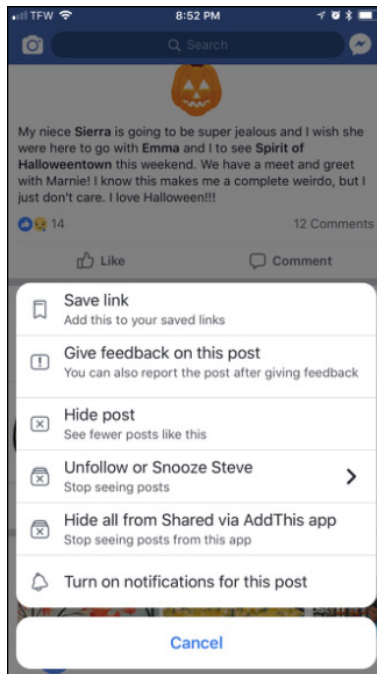 TFW 8:52 PM
Search
My niece Sierra is going to be super jealous and I wish she
were here to go with Emma and I to see Spirit of
Halloweentown this weekend. We have a meet and greet
with Marnie! I know this makes me a complete weirdo, but I
just don't care. I love Halloween!!!
14 12 Comments
Like Comment
Save link
Add this to your saved links
Give feedback on this post
You can also report the post after giving feedback
Hide post
See fewer posts like this
Unfollow or Snooze Steve
Stop seeing posts
Hide all from Shared via AddThis app
Stop seeing posts from this app
Turn on notifications for this post
Cancel